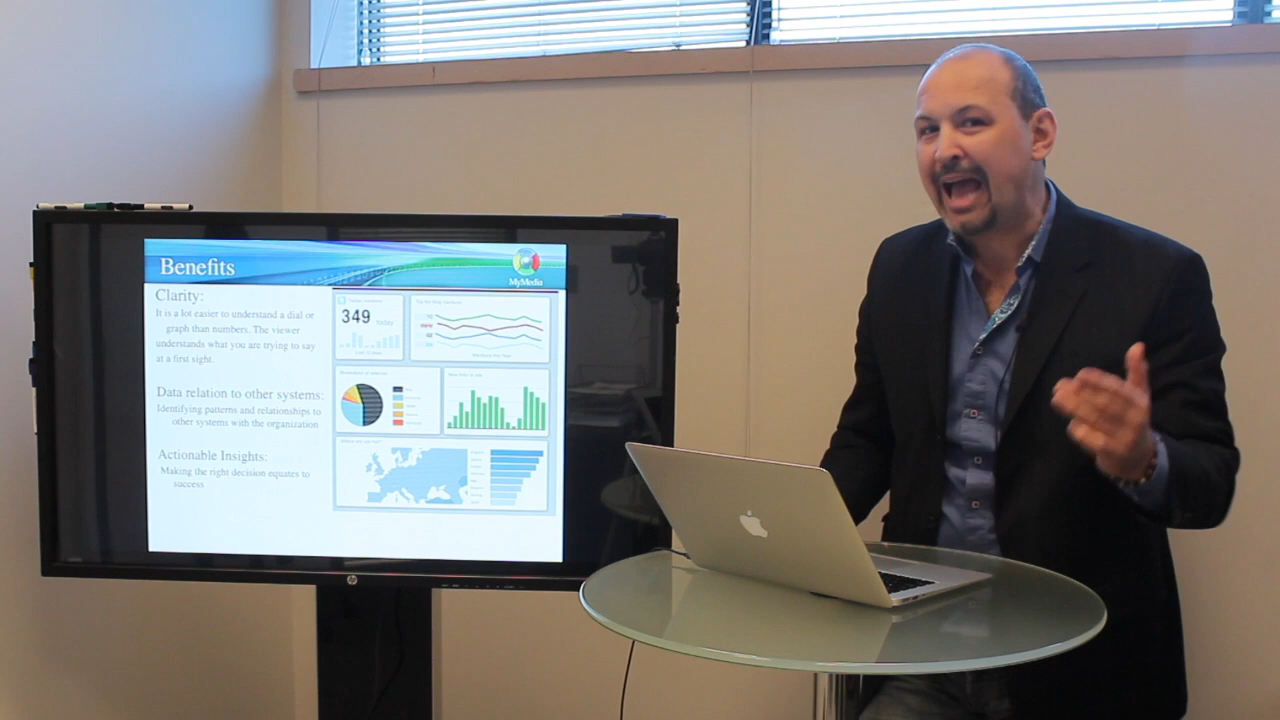 Benefits
MyMedia
Clarity:
It is a lot easier to understand a dial or
graph than numbers. The viewer
understands what you are trying to say
at a first sight.
Data relation to other systems:
Identifying patterns and relationships to
other systems with the organization
Actionable Insights:
Making the right decision equates to
success
349 today
hp